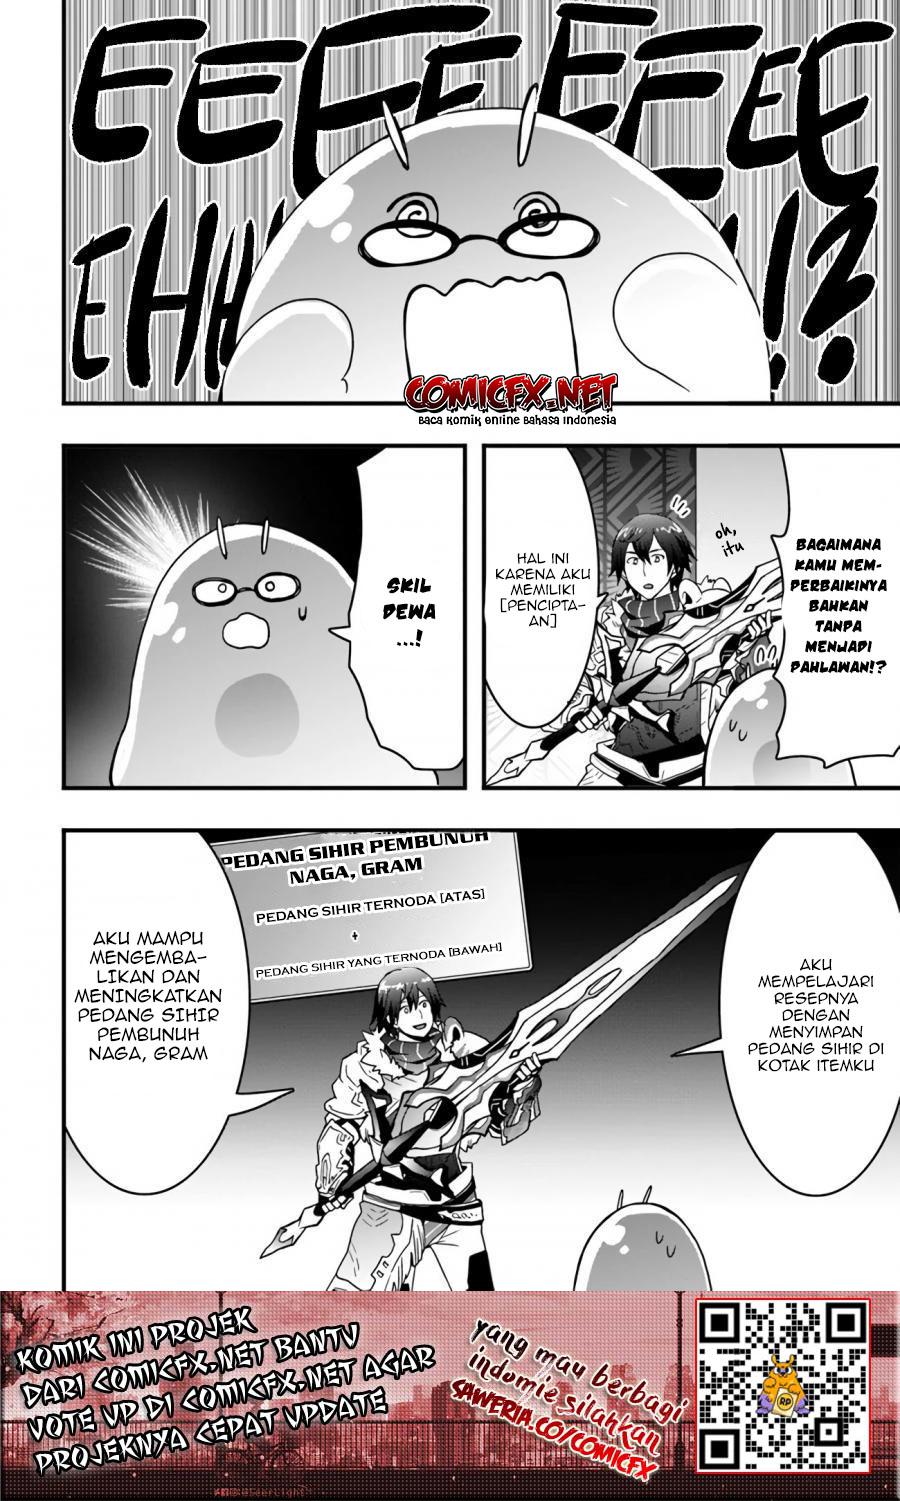 EEEEEEEE
EHHH!?
COMICFX.NET
Baca Komik Online Bahasa Indonesia
BAGAIMANA
KAMU MEM-
PERBAIKINYA
BAHKAN
TANPA
MENJADI
PAHLAWAN!?
oh,
itu
HAL INI
KARENA AKU
MEMILIKI
[PENCIPTA-
AN]
SKIL
DEWA
...!
AKU
MEMPELAJARI
RESEPNYA
DENGAN
MENYIMPAN
PEDANG SIHIR DI
KOTAK ITEMKU
PEDANG SIHIR PEMBUNUH
NAGA, GRAM
PEDANG SIHIR TERNODA [ATAS]
+
PEDANG SIHIR YANG TERNODA [BAWAH]
AKU MAMPU
MENGEMBA-
LIKAN DAN
MENINGKATKAN
PEDANG SIHIR
PEMBUNUH
NAGA, GRAM
KOMIK INI PROJEK
DARI COMICFX.NET BANTU
VOTE UP DI COMICFX.NET AGAR
PROJEKNYA CEPAT UPDATE
yang mau berbagi
indomie silahkan
SAWERIA.CO/COMICFX
RP
@SeerLight